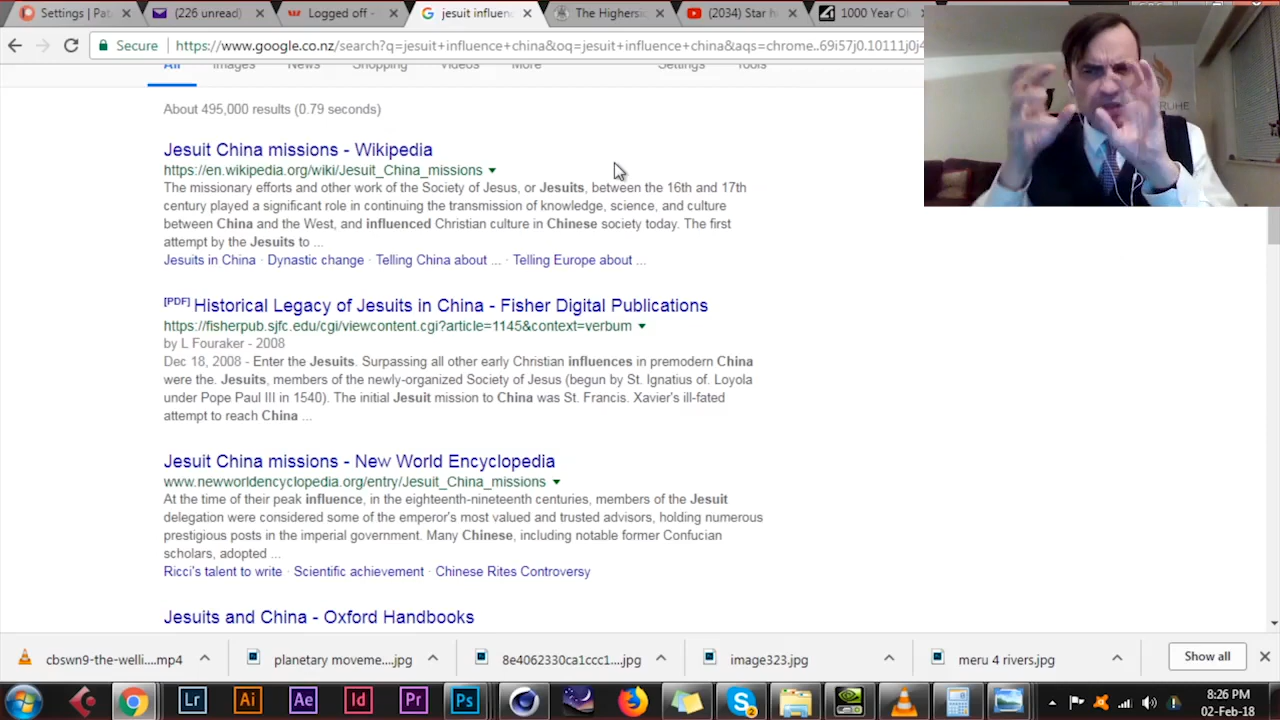 Settings | Pat
(226 unread)
Logged off -
jesuit influenc
The Highersi
(2034) Star h
1000 Year Ol
Secure
https://www.google.co.nz/search?q=jesuit+influence+china&oq=jesuit+influence+china&aqs=chrome..69i57j0.10111j0j4
All Images News Shopping Videos More Settings Tools
RUHE
About 495,000 results (0.79 seconds)
Jesuit China missions - Wikipedia
https://en.wikipedia.org/wiki/Jesuit_China_missions
The missionary efforts and other work of the Society of Jesus, or Jesuits, between the 16th and 17th
century played a significant role in continuing the transmission of knowledge, science, and culture
between China and the West, and influenced Christian culture in Chinese society today. The first
attempt by the Jesuits to ...
Jesuits in China · Dynastic change · Telling China about ... · Telling Europe about ...
[PDF] Historical Legacy of Jesuits in China - Fisher Digital Publications
https://fisherpub.sjfc.edu/cgi/viewcontent.cgi?article=1145&context=verbum
by L Fouraker - 2008
Dec 18, 2008 - Enter the Jesuits. Surpassing all other early Christian influences in premodern China
were the. Jesuits, members of the newly-organized Society of Jesus (begun by St. Ignatius of. Loyola
under Pope Paul III in 1540). The initial Jesuit mission to China was St. Francis. Xavier's ill-fated
attempt to reach China ...
Jesuit China missions - New World Encyclopedia
www.newworldencyclopedia.org/entry/Jesuit_China_missions
At the time of their peak influence, in the eighteenth-nineteenth centuries, members of the Jesuit
delegation were considered some of the emperor's most valued and trusted advisors, holding numerous
prestigious posts in the imperial government. Many Chinese, including notable former Confucian
scholars, adopted ...
Ricci's talent to write · Scientific achievement · Chinese Rites Controversy
Jesuits and China - Oxford Handbooks
cbswn9-the-welli....mp4
planetary moveme....jpg
8e4062330ca1ccc1....jpg
image323.jpg
meru 4 rivers.jpg
Show all
Lr Ai Ae Id Pr Ps
2
8:26 PM
02-Feb-18